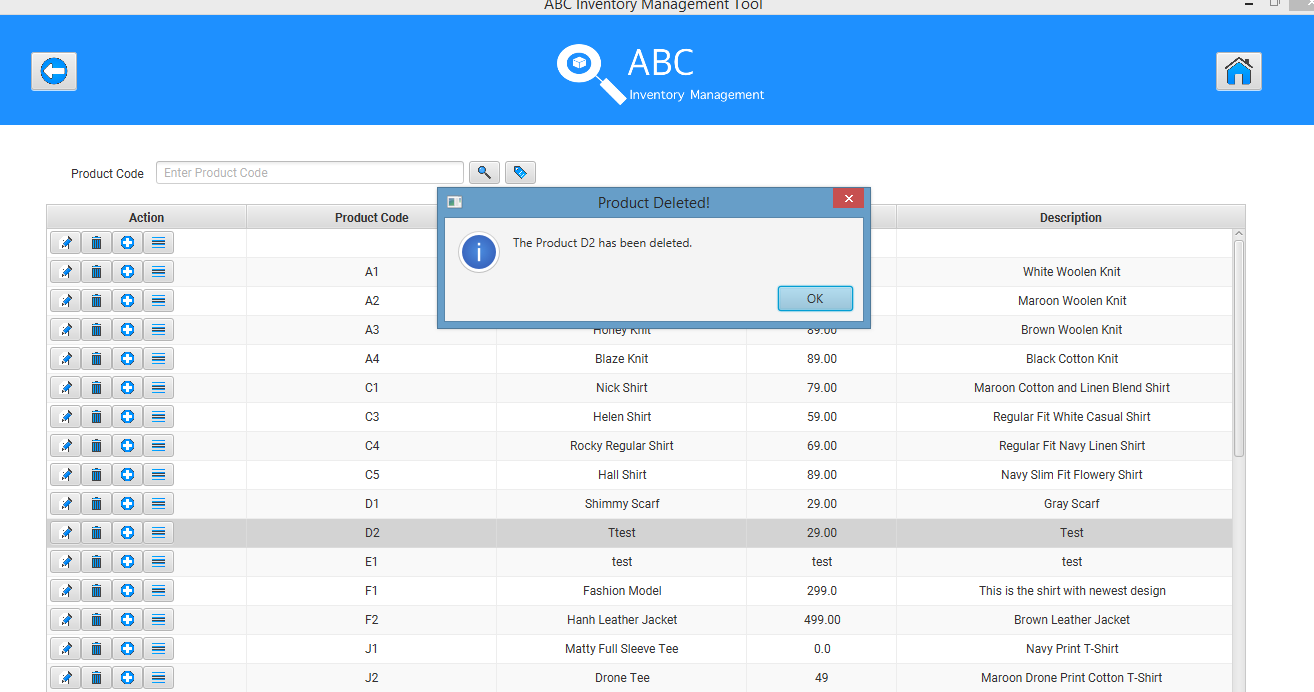 ABC Inventory Management Tool
ABC
Inventory Management
Product Code Enter Product Code
Product Deleted!
The Product D2 has been deleted.
OK
Action Product Code Description
A1 White Woolen Knit
A2 Maroon Woolen Knit
A3 Honey Knit 89.00 Brown Woolen Knit
A4 Blaze Knit 89.00 Black Cotton Knit
C1 Nick Shirt 79.00 Maroon Cotton and Linen Blend Shirt
C3 Helen Shirt 59.00 Regular Fit White Casual Shirt
C4 Rocky Regular Shirt 69.00 Regular Fit Navy Linen Shirt
C5 Hall Shirt 89.00 Navy Slim Fit Flowery Shirt
D1 Shimmy Scarf 29.00 Gray Scarf
D2 Ttest 29.00 Test
E1 test test test
F1 Fashion Model 299.0 This is the shirt with newest design
F2 Hanh Leather Jacket 499.00 Brown Leather Jacket
J1 Matty Full Sleeve Tee 0.0 Navy Print T-Shirt
J2 Drone Tee 49 Maroon Drone Print Cotton T-Shirt